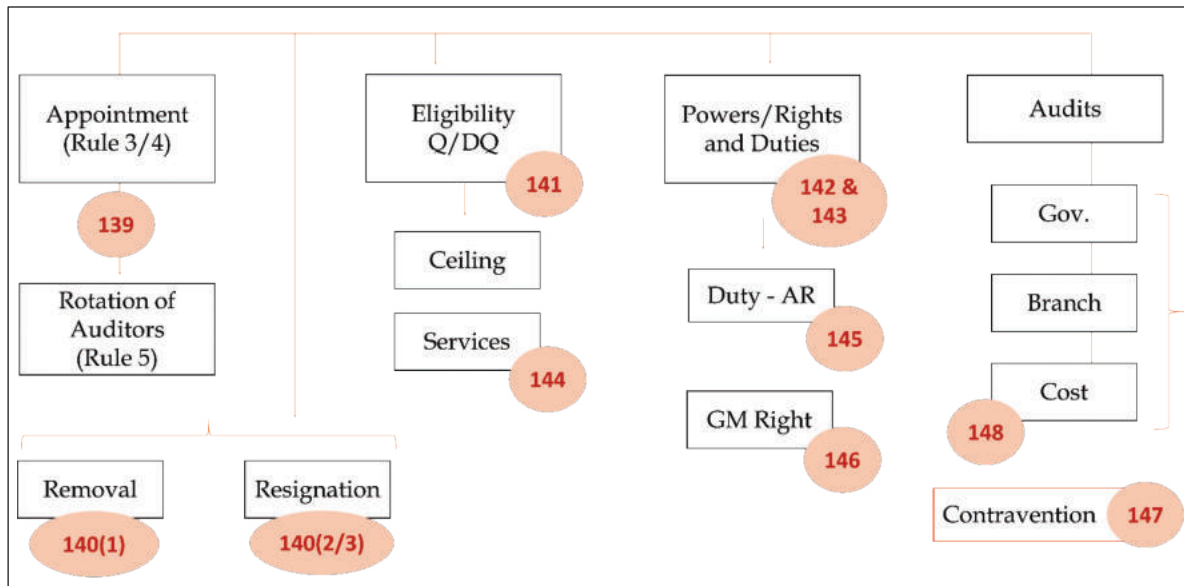 Appointment
(Rule 3/4)
139
Rotation of
Auditors
(Rule 5)
Removal
140(1)
Resignation
140(2/3)
Eligibility
Q/DQ
141
Ceiling
Services
144
Powers/Rights
and Duties
142 &
143
Duty - AR
145
GM Right
146
Audits
Gov.
Branch
Cost
148
Contravention
147